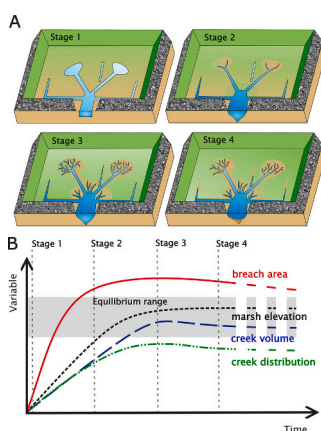 A
Stage 1
Stage 2
Stage 3
Stage 4
B
Stage 1 Stage 2 Stage 3 Stage 4
breach area
Equilibrium range
marsh elevation
creek volume
creek distribution
Variable
Time